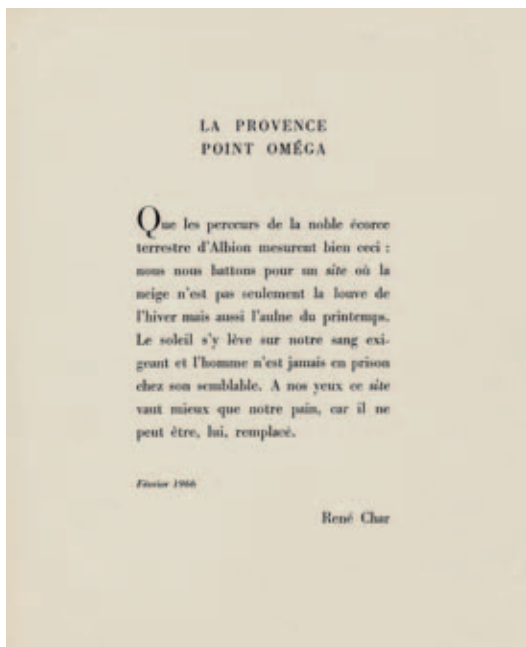 LA PROVENCE
POINT OMÉGA
Que les perceurs de la noble écorce
terrestre d'Albion mesurent bien ceci :
nous nous battons pour un site où la
neige n'est pas seulement la louve de
l'hiver mais aussi l'aulne du printemps.
Le soleil s'y lève sur notre sang exi-
geant et l'homme n'est jamais en prison
chez son semblable. A nos yeux ce site
vaut mieux que notre pain, car il ne
peut être, lui, remplacé.
Février 1966
René Char